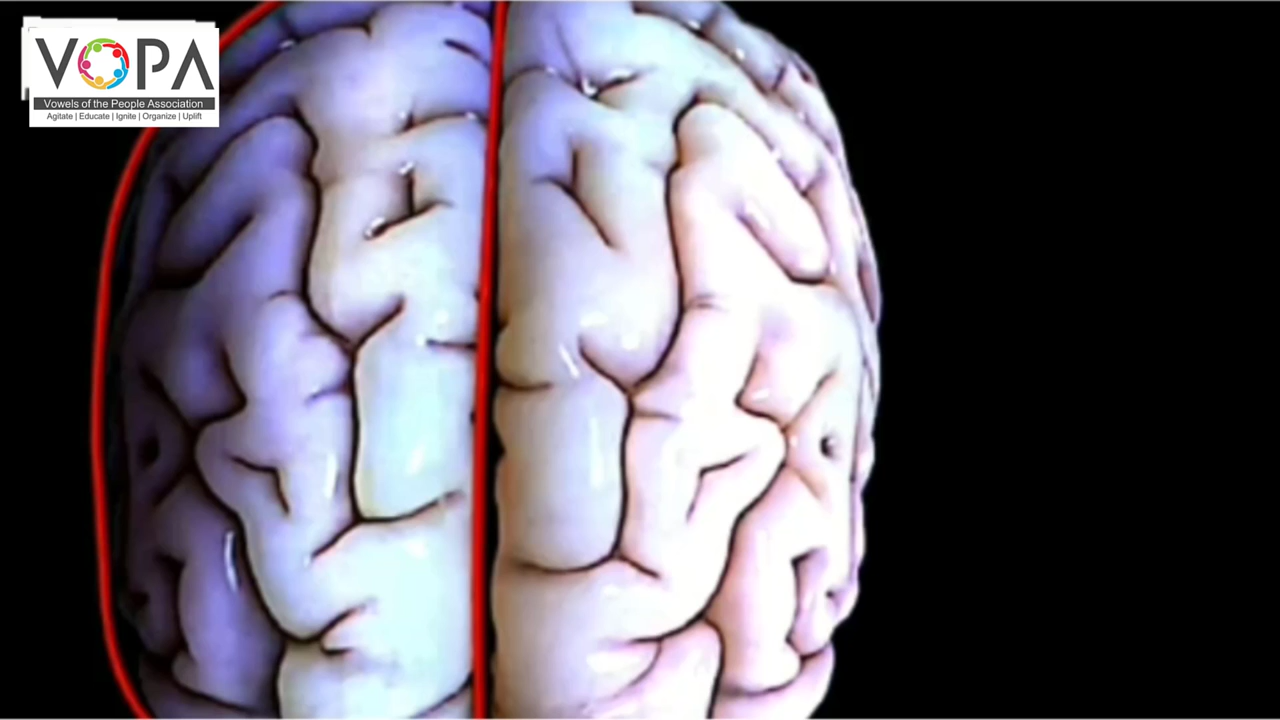 VOPA
Vowels of the People Association
Agitate | Educate | Ignite | Organize | Uplift